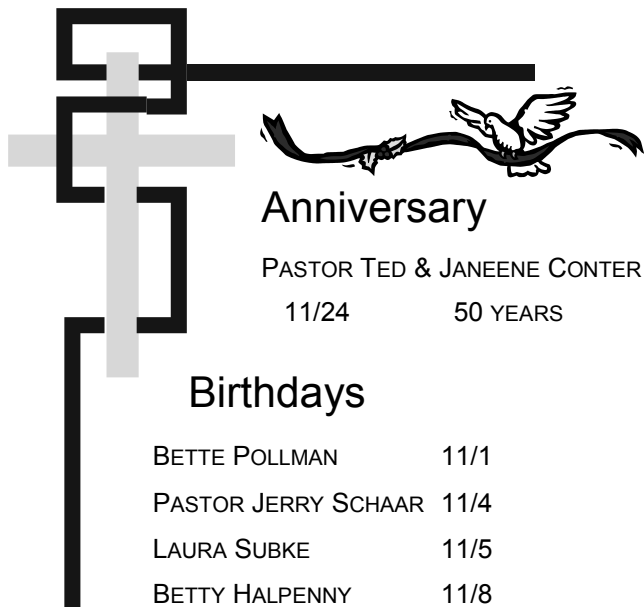 Anniversary
PASTOR TED & JANEENE CONTER
11/24 50 YEARS
Birthdays
BETTE POLLMAN 11/1
PASTOR JERRY SCHAAR 11/4
LAURA SUBKE 11/5
BETTY HALPENNY 11/8